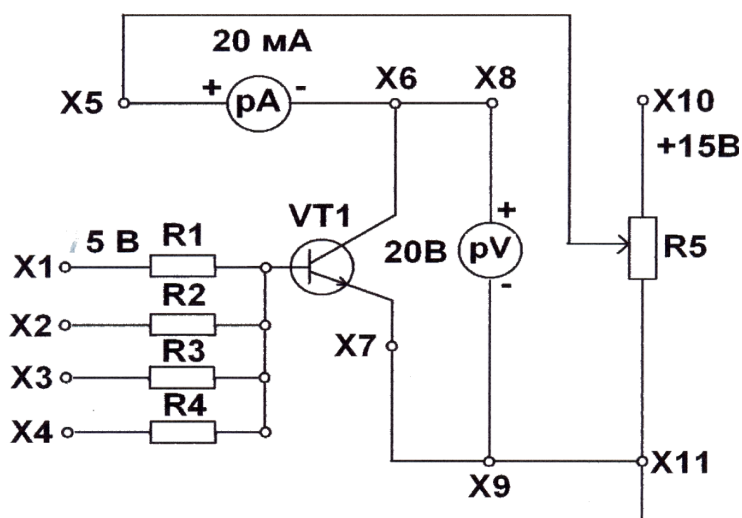 20 мА
X5
+
pA
-
X6
X8
X10
+15В
VT1
+
20В
pV
-
R5
X1
5 В
R1
X2
R2
X3
R3
X4
R4
X7
X9
X11